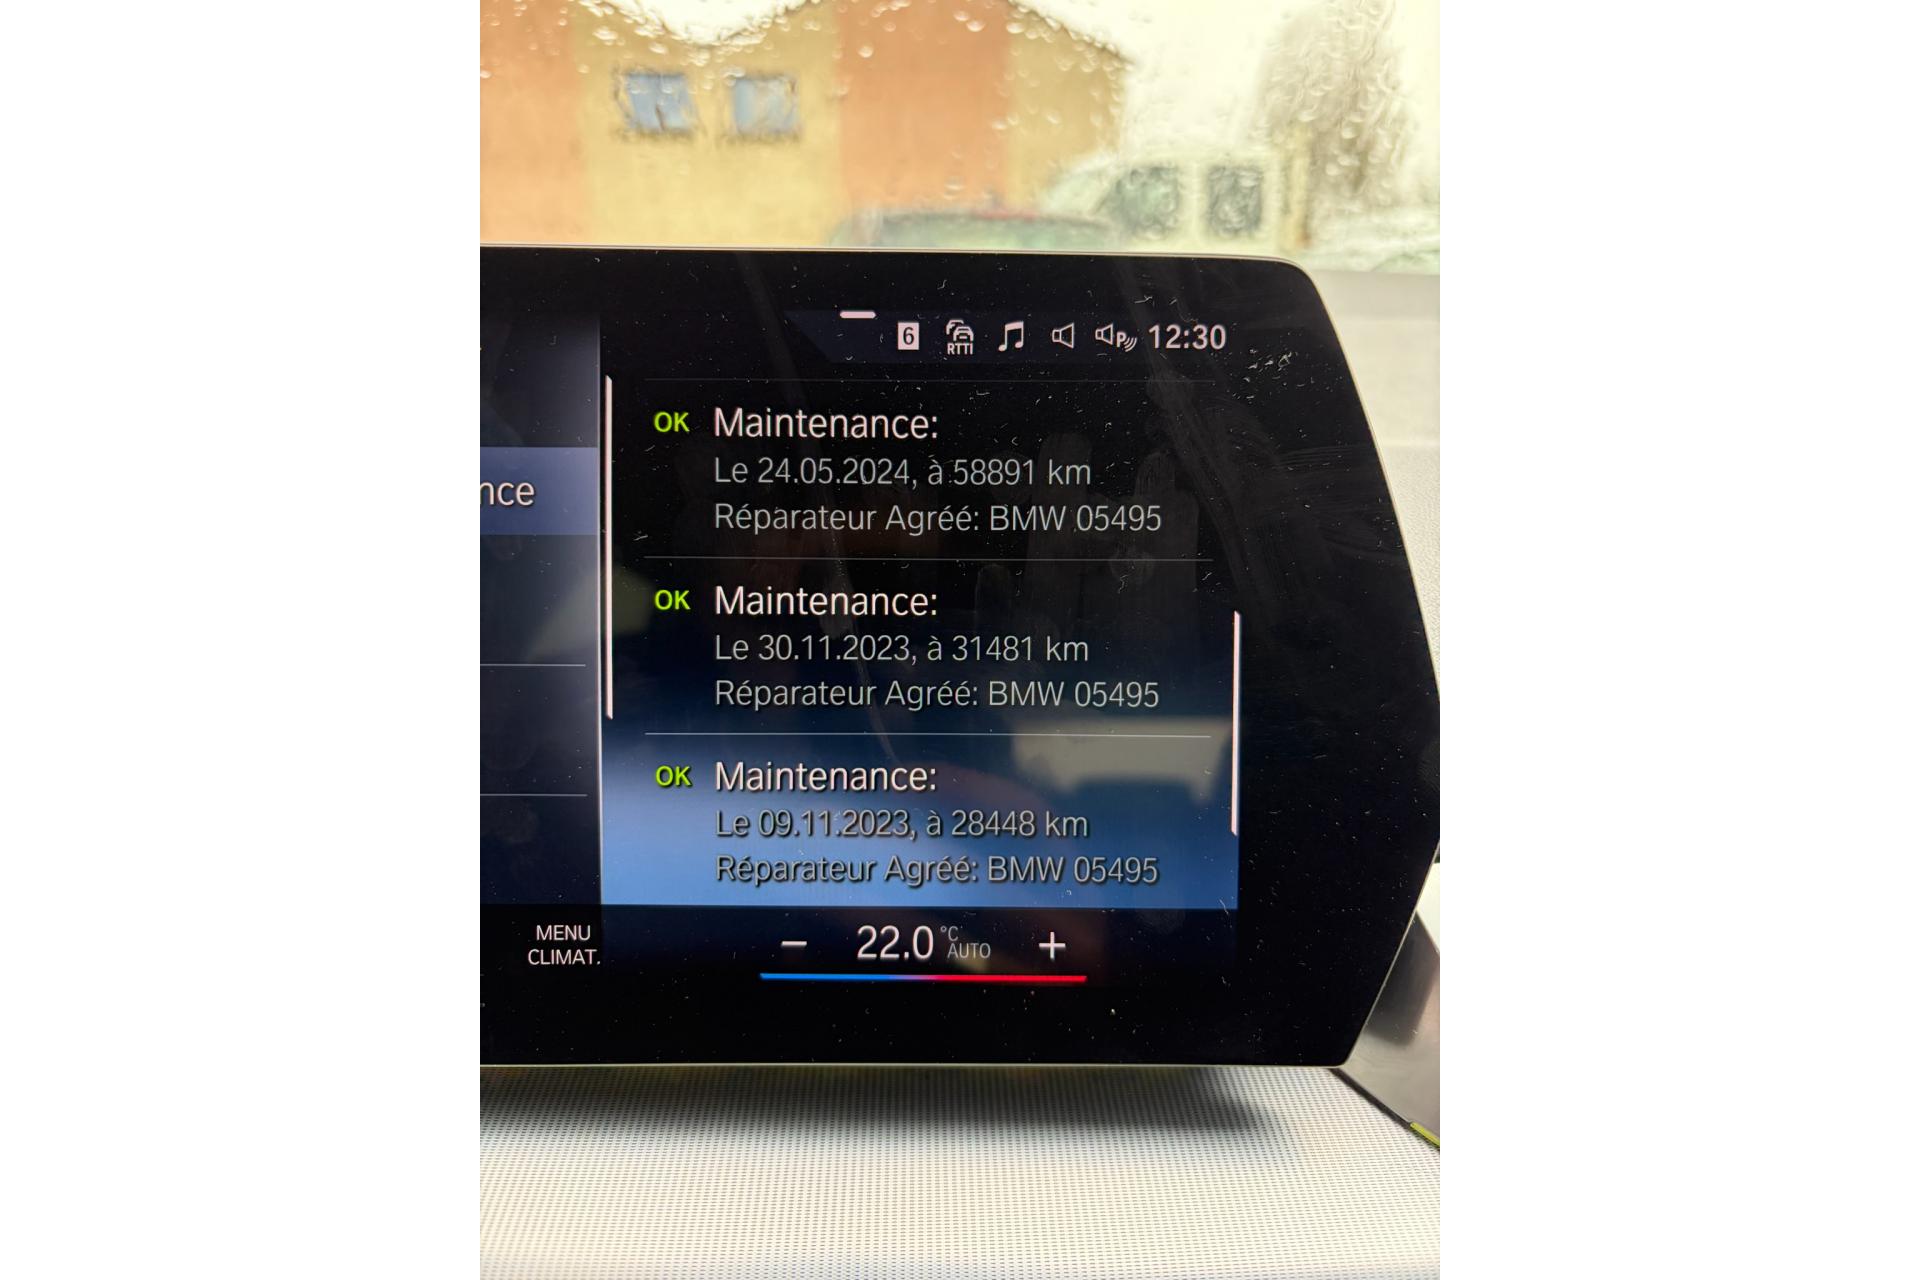 6 RTTI P 12:30
OK Maintenance:
Le 24.05.2024, à 58891 km
Réparateur Agréé: BMW 05495
nce
OK Maintenance:
Le 30.11.2023, à 31481 km
Réparateur Agréé: BMW 05495
OK Maintenance:
Le 09.11.2023, à 28448 km
Réparateur Agréé: BMW 05495
MENU
CLIMAT.
− 22.0 °C AUTO +